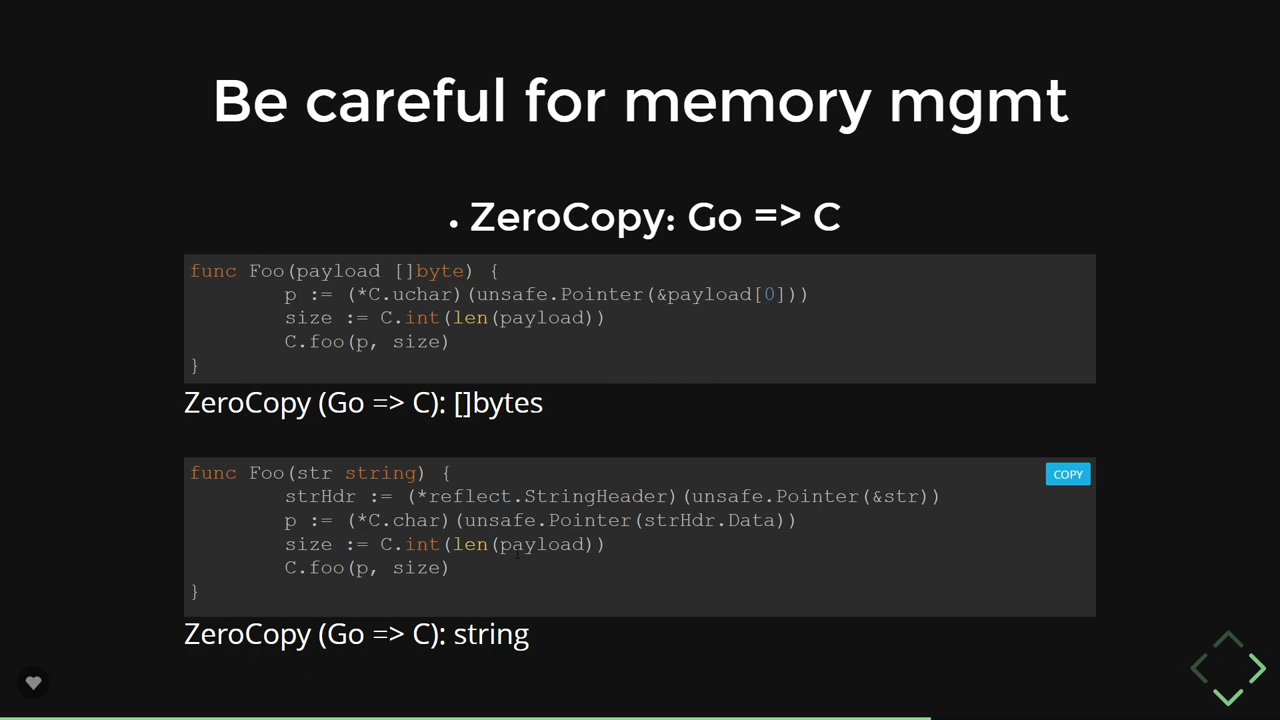 Be careful for memory mgmt
• ZeroCopy: Go => C
func Foo(payload []byte) {
        p := (*C.uchar)(unsafe.Pointer(&payload[0]))
        size := C.int(len(payload))
        C.foo(p, size)
}
ZeroCopy (Go => C): []bytes
func Foo(str string) {
COPY
        strHdr := (*reflect.StringHeader)(unsafe.Pointer(&str))
        p := (*C.char)(unsafe.Pointer(strHdr.Data))
        size := C.int(len(payload))
        C.foo(p, size)
}
ZeroCopy (Go => C): string